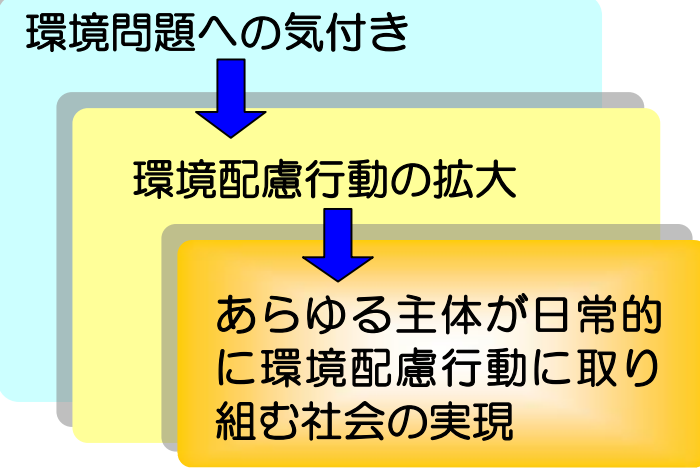 環境問題への気付き
環境配慮行動の拡大
あらゆる主体が日常的
に環境配慮行動に取り
組む社会の実現